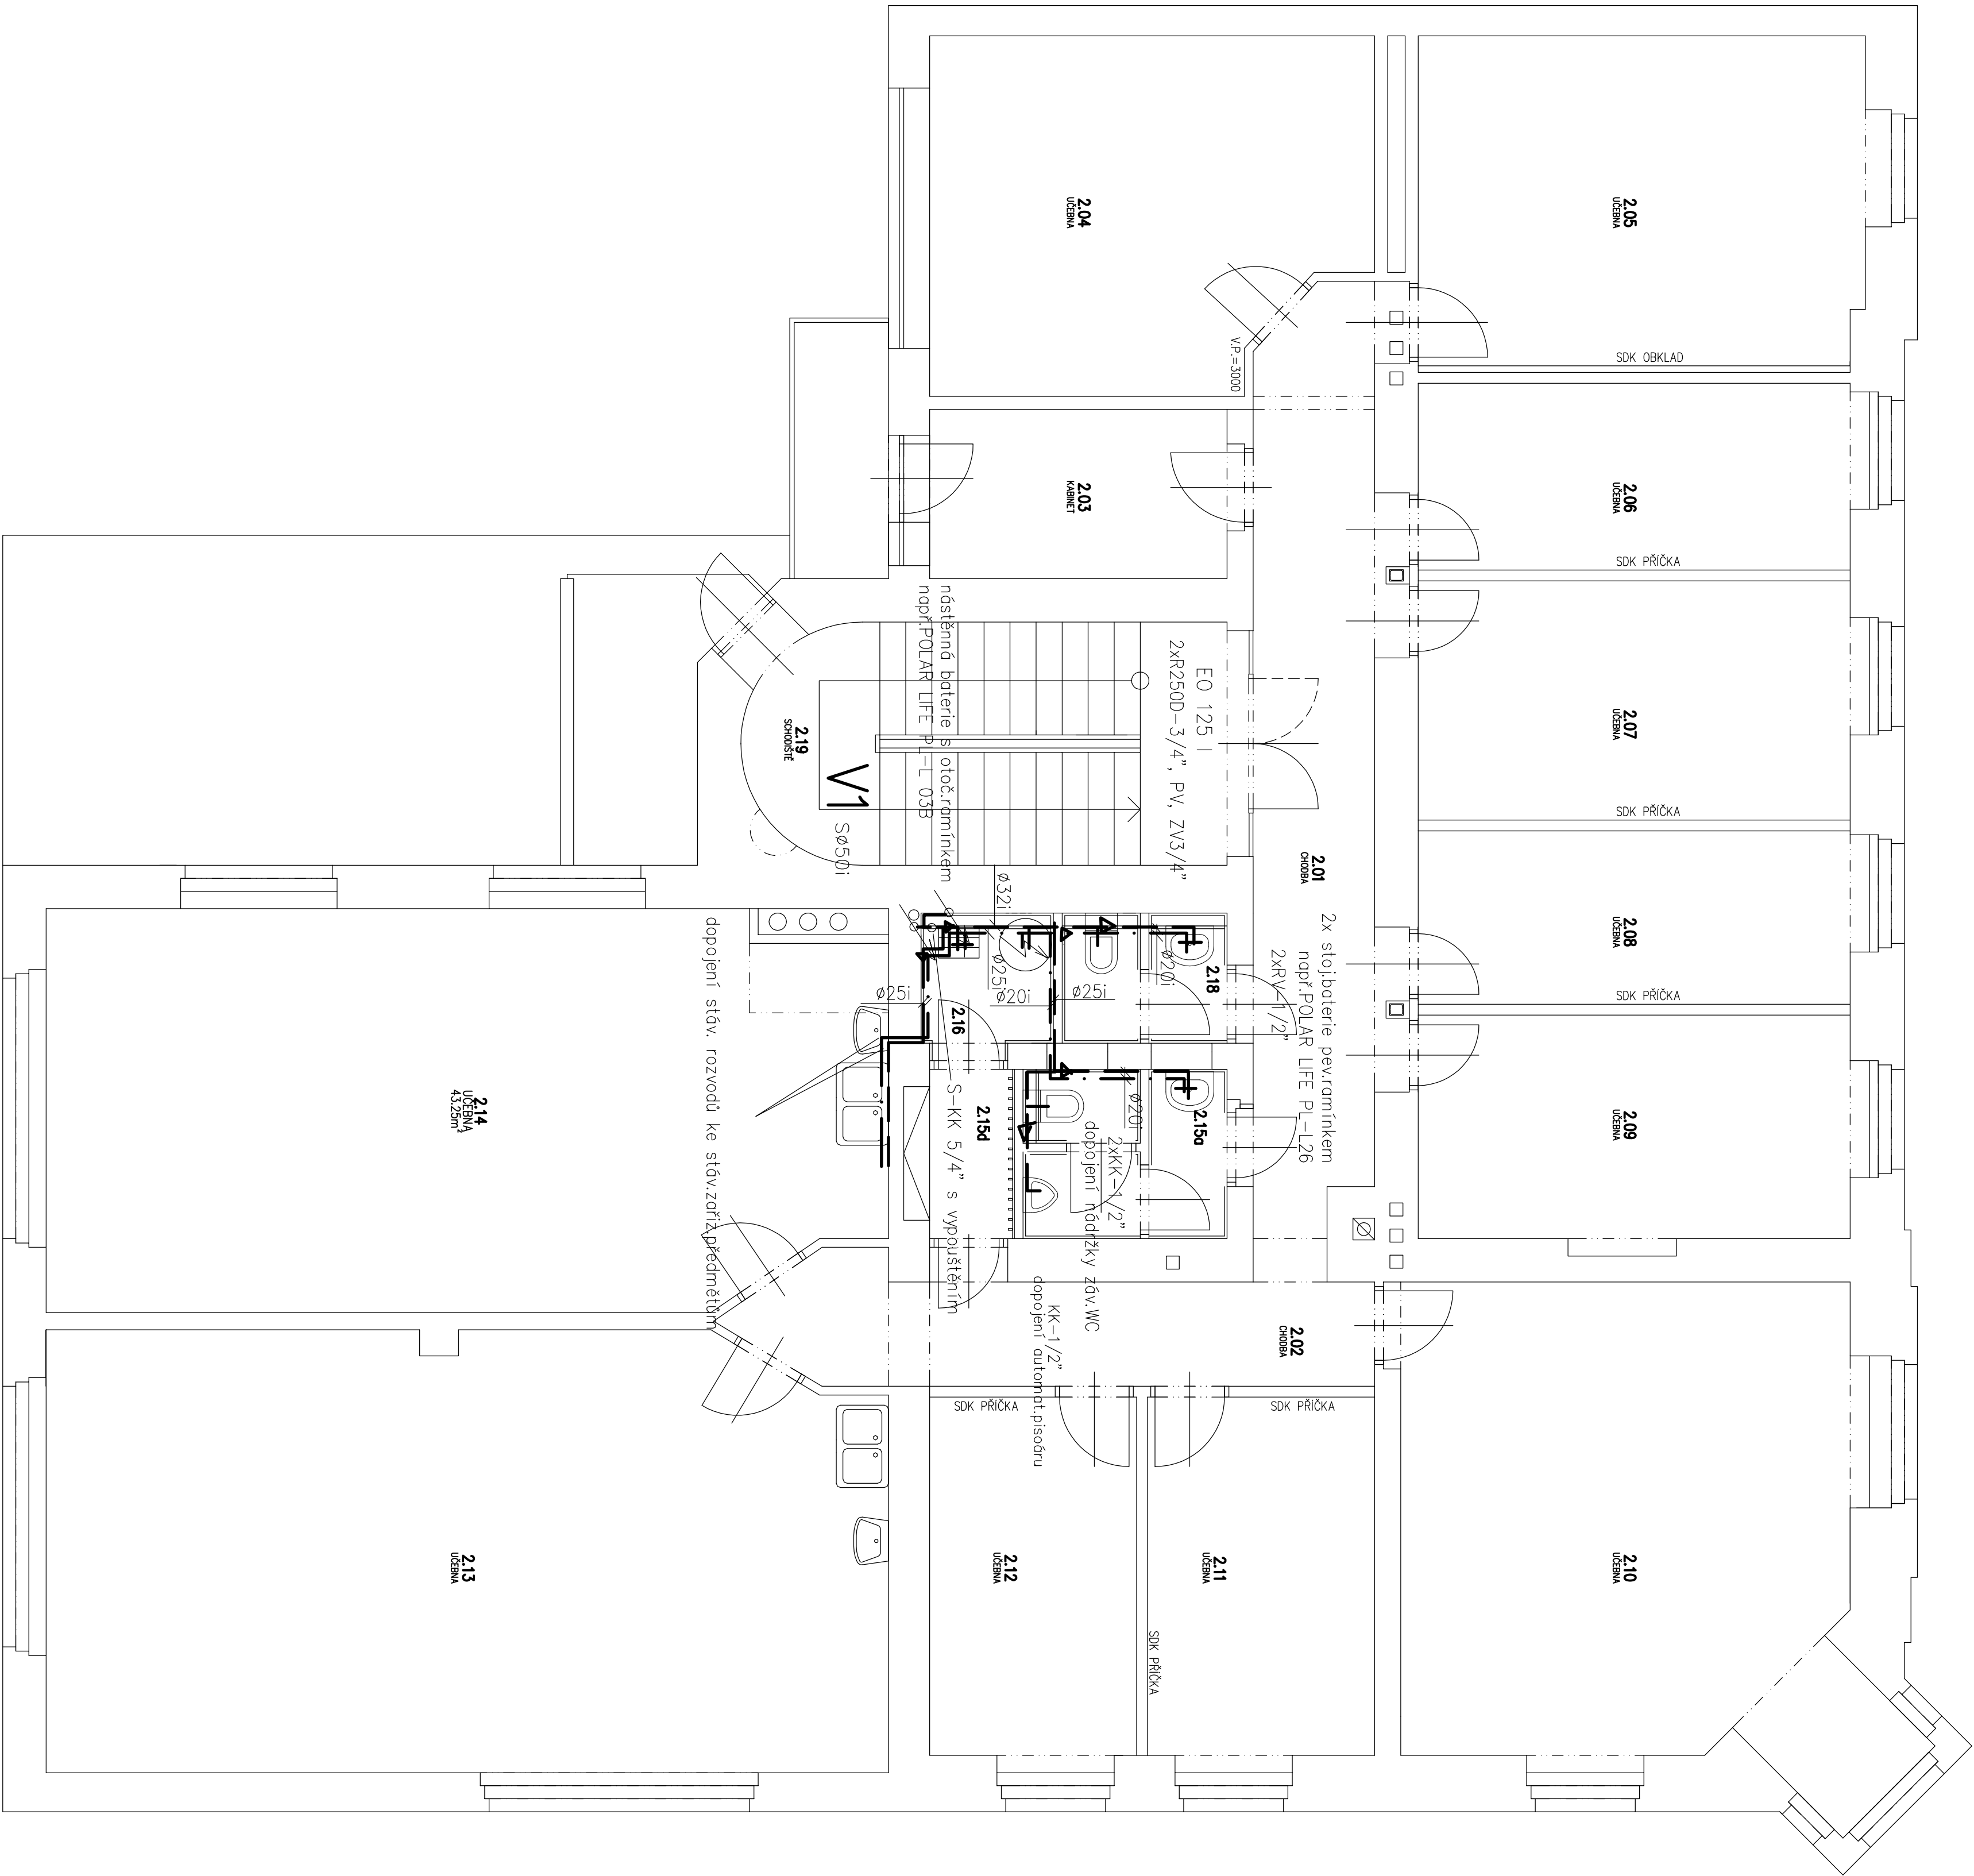 2.05
UČEBNA
2.04
UČEBNA
V.P.=3000
SDK OBKLAD
2.06
UČEBNA
2.03
KABINET
SDK PŘÍČKA
2.07
UČEBNA
EO 125 l
2xR250D-3/4", PV, ZV3/4"
nástěnná baterie s otoč.ramínkem
např.POLAR LIFE PL-L 03B
2.19
SCHODIŠTĚ
V1
Sø50i
SDK PŘÍČKA
2.01
CHODBA
2.08
UČEBNA
2x stoj.baterie pev.ramínkem
např.POLAR LIFE Pl-L26
2xRV-1/2"
ø32i
ø25i
ø20i
ø25i
ø20i
ø25i
2.18
2.16
SDK PŘÍČKA
2.09
UČEBNA
2.15a
ø20i
2xKK-1/2"
dopojení nádržky záv.WC
2.15d
S-KK 5/4" s vypouštěním
2.14
UČEBNA
43.25m²
dopojení stáv. rozvodů ke stáv.zaříz.předmětům
KK-1/2"
dopojení automat.pisoáru
2.02
CHODBA
SDK PŘÍČKA
SDK PŘÍČKA
2.10
UČEBNA
2.11
UČEBNA
2.12
UČEBNA
2.13
UČEBNA
SDK PŘÍČKA